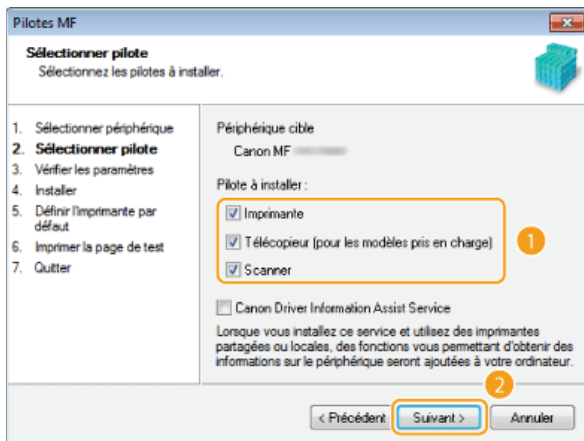 Pilotes MF
Sélectionner pilote
Sélectionnez les pilotes à installer.
1. Sélectionner périphérique
2. Sélectionner pilote
3. Vérifier les paramètres
4. Installer
5. Définir l'imprimante par
défaut
6. Imprimer la page de test
7. Quitter
Périphérique cible
Canon MF
Pilote à installer :
Imprimante
Télécopieur (pour les modèles pris en charge)
Scanner
1
Canon Driver Information Assist Service
Lorsque vous installez ce service et utilisez des imprimantes
partagées ou locales, des fonctions vous permettant d'obtenir des
informations sur le périphérique seront ajoutées à votre ordinateur.
2
< Précédent
Suivant >
Annuler